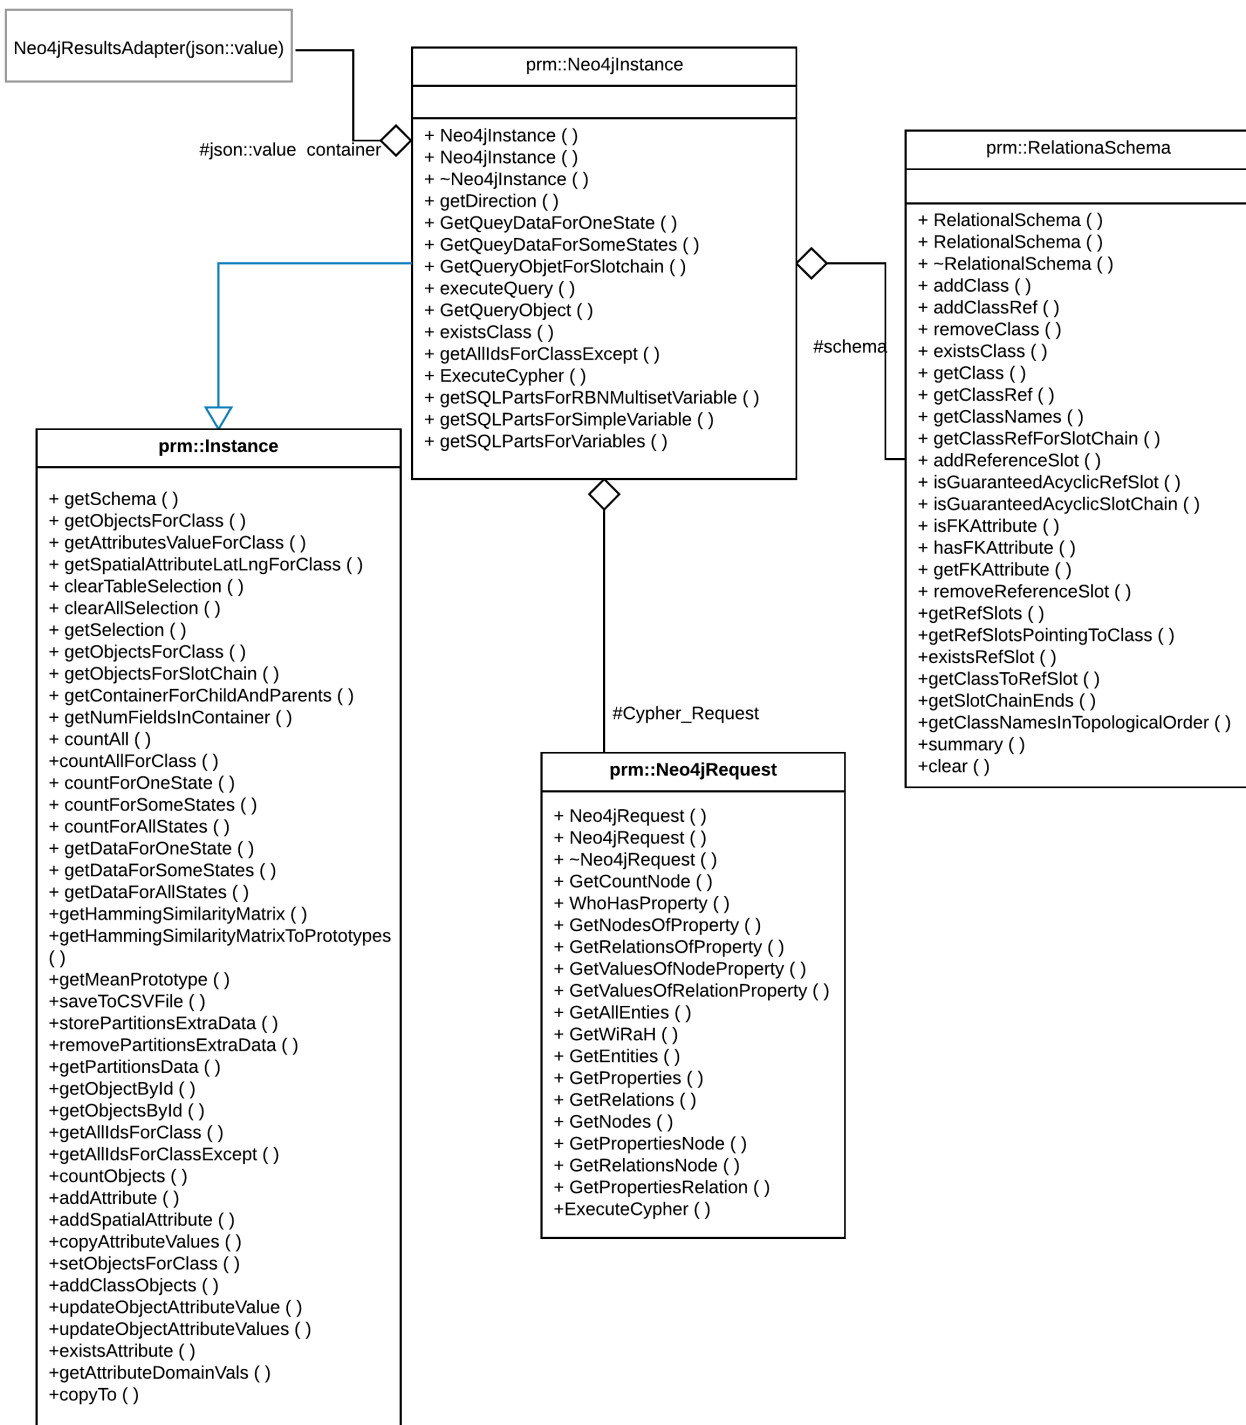 Neo4jResultsAdapter(json::value)
#json::value  container
prm::Neo4jInstance
+ Neo4jInstance ( )
+ Neo4jInstance ( )
+ ~Neo4jInstance ( )
+ getDirection ( )
+ GetQueyDataForOneState ( )
+ GetQueyDataForSomeStates ( )
+ GetQueryObjetForSlotchain ( )
+ executeQuery ( )
+ GetQueryObject ( )
+ existsClass ( )
+ getAllIdsForClassExcept ( )
+ ExecuteCypher ( )
+ getSQLPartsForRBNMultisetVariable ( )
+ getSQLPartsForSimpleVariable ( )
+ getSQLPartsForVariables ( )
#schema
prm::RelationaSchema
+ RelationalSchema ( )
+ RelationalSchema ( )
+ ~RelationalSchema ( )
+ addClass ( )
+ addClassRef ( )
+ removeClass ( )
+ existsClass ( )
+ getClass ( )
+ getClassRef ( )
+ getClassNames ( )
+ getClassRefForSlotChain ( )
+ addReferenceSlot ( )
+ isGuaranteedAcyclicRefSlot ( )
+ isGuaranteedAcyclicSlotChain ( )
+ isFKAttribute ( )
+ hasFKAttribute ( )
+ getFKAttribute ( )
+ removeReferenceSlot ( )
+getRefSlots ( )
+getRefSlotsPointingToClass ( )
+existsRefSlot ( )
+getClassToRefSlot ( )
+getSlotChainEnds ( )
+getClassNamesInTopologicalOrder ( )
+summary ( )
+clear ( )
prm::Instance
+ getSchema ( )
+ getObjectsForClass ( )
+ getAttributesValueForClass ( )
+ getSpatialAttributeLatLngForClass ( )
+ clearTableSelection ( )
+ clearAllSelection ( )
+ getSelection ( )
+ getObjectsForClass ( )
+ getObjectsForSlotChain ( )
+ getContainerForChildAndParents ( )
+ getNumFieldsInContainer ( )
+ countAll ( )
+countAllForClass ( )
+ countForOneState ( )
+ countForSomeStates ( )
+ countForAllStates ( )
+ getDataForOneState ( )
+ getDataForSomeStates ( )
+ getDataForAllStates ( )
+getHammingSimilarityMatrix ( )
+getHammingSimilarityMatrixToPrototypes
( )
+getMeanPrototype ( )
+saveToCSVFile ( )
+storePartitionsExtraData ( )
+removePartitionsExtraData ( )
+getPartitionsData ( )
+getObjectById ( )
+getObjectsById ( )
+getAllIdsForClass ( )
+getAllIdsForClassExcept ( )
+countObjects ( )
+addAttribute ( )
+addSpatialAttribute ( )
+copyAttributeValues ( )
+setObjectsForClass ( )
+addClassObjects ( )
+updateObjectAttributeValue ( )
+updateObjectAttributeValues ( )
+existsAttribute ( )
+getAttributeDomainVals ( )
+copyTo ( )
#Cypher_Request
prm::Neo4jRequest
+ Neo4jRequest ( )
+ Neo4jRequest ( )
+ ~Neo4jRequest ( )
+ GetCountNode ( )
+ WhoHasProperty ( )
+ GetNodesOfProperty ( )
+ GetRelationsOfProperty ( )
+ GetValuesOfNodeProperty ( )
+ GetValuesOfRelationProperty ( )
+ GetAllEnties ( )
+ GetWiRaH ( )
+ GetEntities ( )
+ GetProperties ( )
+ GetRelations ( )
+ GetNodes ( )
+ GetPropertiesNode ( )
+ GetRelationsNode ( )
+ GetPropertiesRelation ( )
+ExecuteCypher ( )